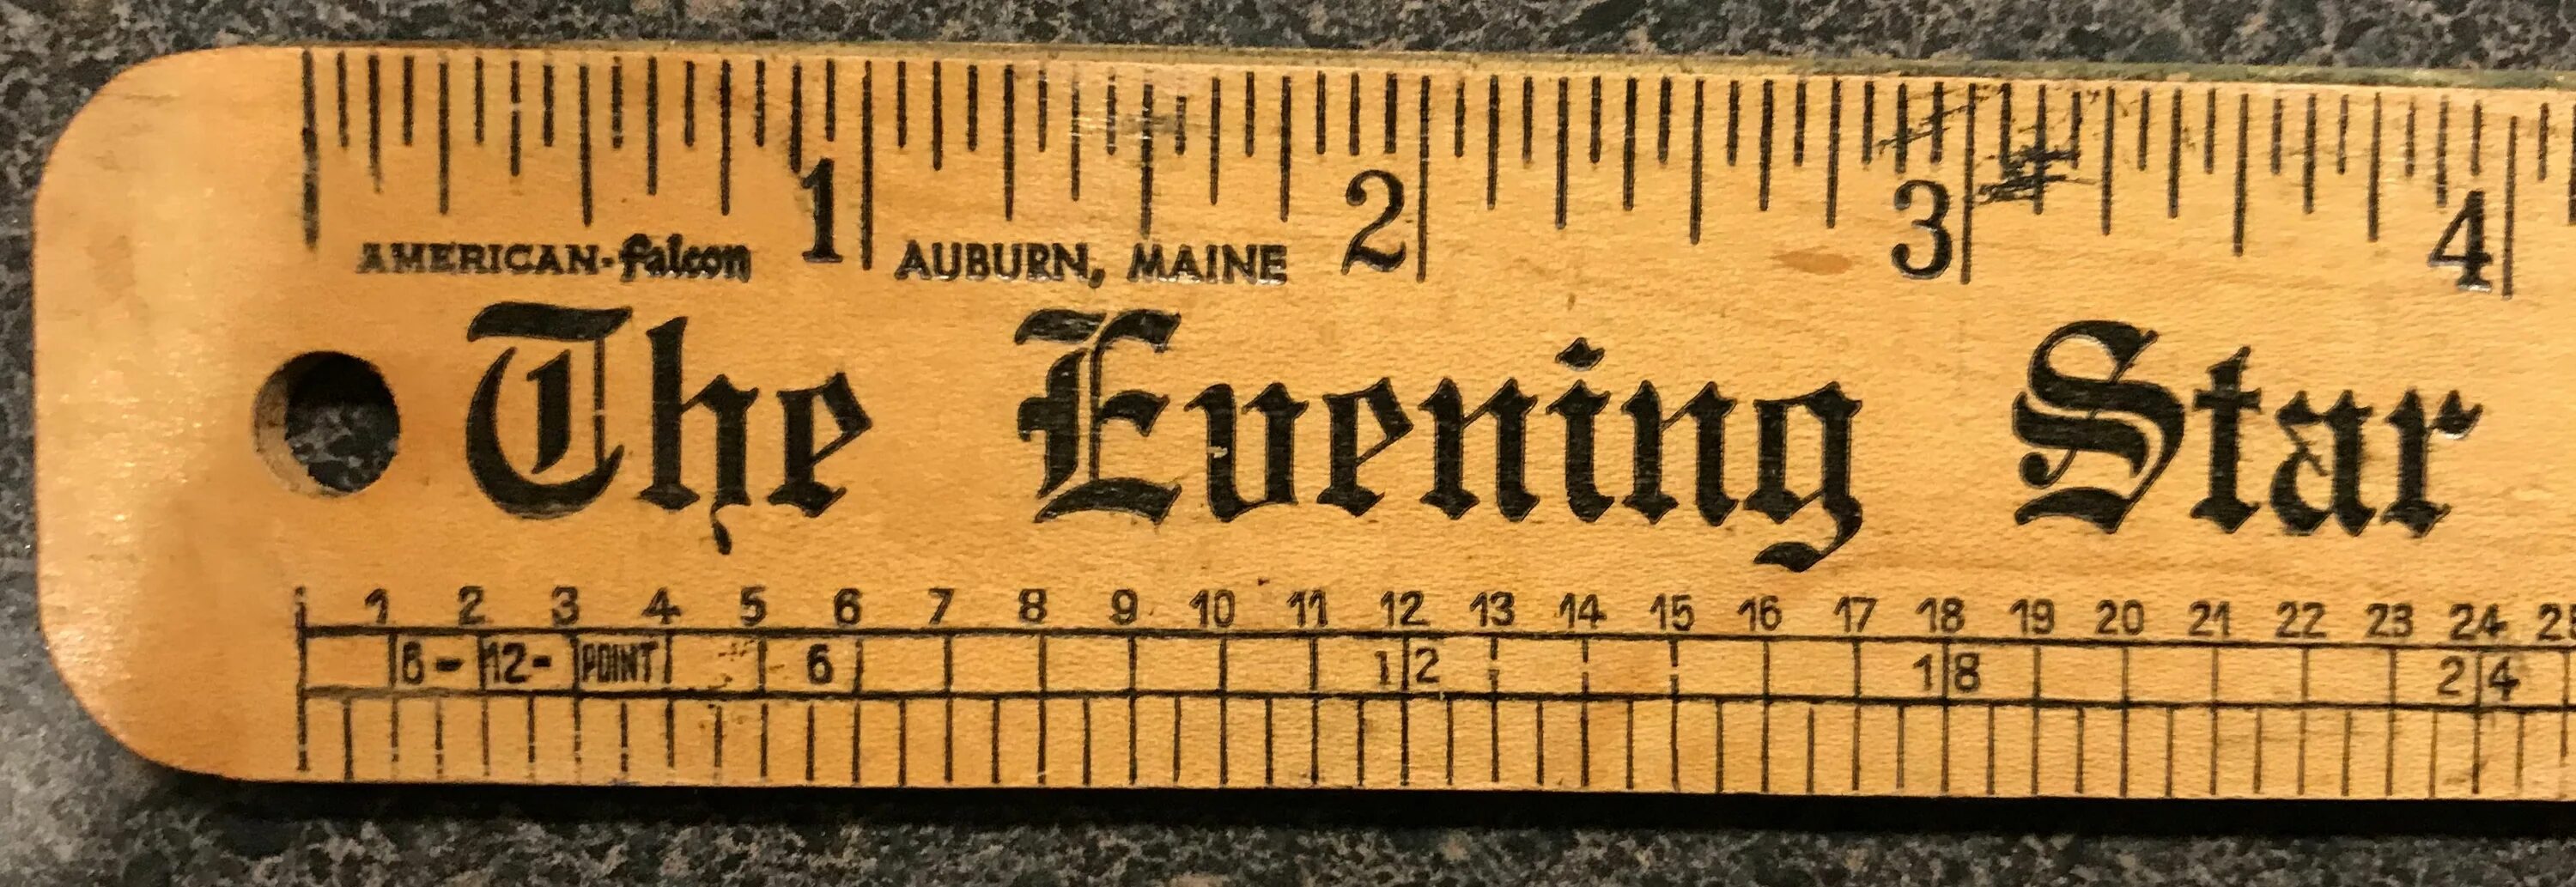 1 2 3 4
AMERICAN-falcon AUBURN, MAINE
The Evening Star
1 2 3 4 5 6 7 8 9 10 11 12 13 14 15 16 17 18 19 20 21 22 23 24
6- 12- POINT 6 12 18 24